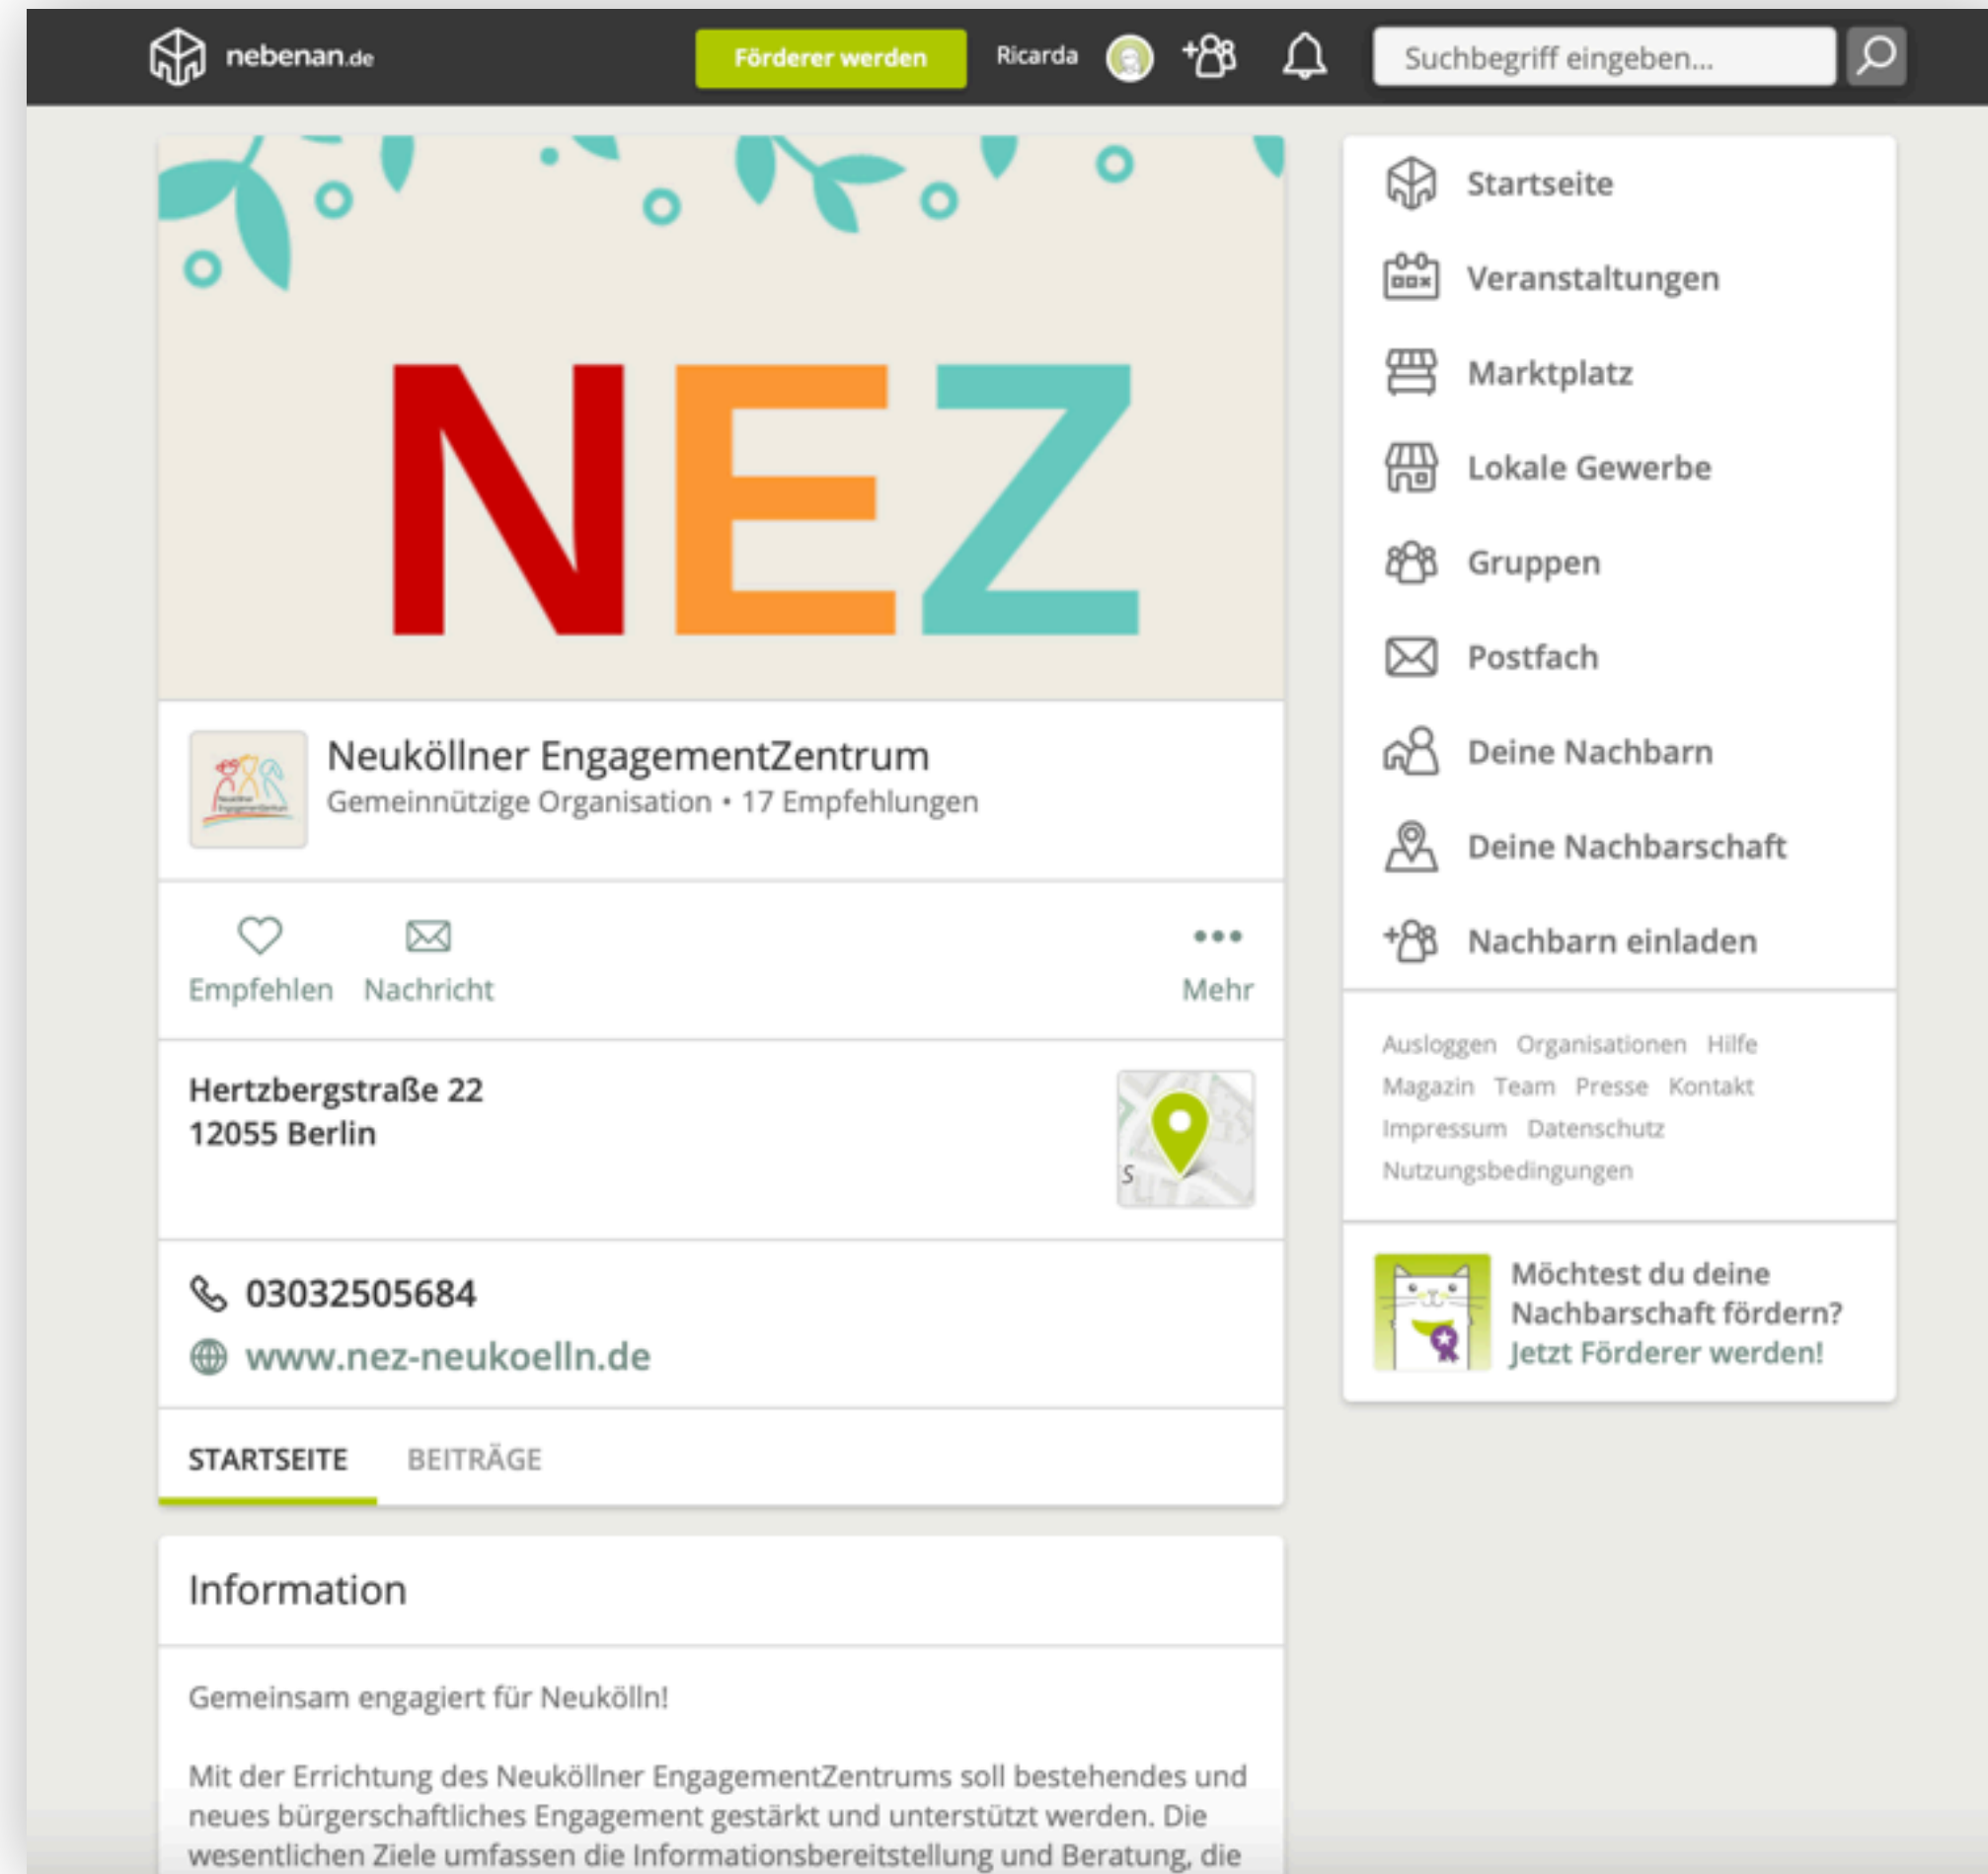 nebenan.de
Förderer werden
Ricarda
Suchbegriff eingeben...
NEZ
Neuköllner EngagementZentrum
Gemeinnützige Organisation • 17 Empfehlungen
Empfehlen
Nachricht
Mehr
Hertzbergstraße 22
12055 Berlin
S
03032505684
www.nez-neukoelln.de
STARTSEITE
BEITRÄGE
Information
Gemeinsam engagiert für Neukölln!
Mit der Errichtung des Neuköllner EngagementZentrums soll bestehendes und
neues bürgerschaftliches Engagement gestärkt und unterstützt werden. Die
wesentlichen Ziele umfassen die Informationsbereitstellung und Beratung, die
Startseite
Veranstaltungen
Marktplatz
Lokale Gewerbe
Gruppen
Postfach
Deine Nachbarn
Deine Nachbarschaft
Nachbarn einladen
Ausloggen Organisationen Hilfe
Magazin Team Presse Kontakt
Impressum Datenschutz
Nutzungsbedingungen
Möchtest du deine
Nachbarschaft fördern?
Jetzt Förderer werden!